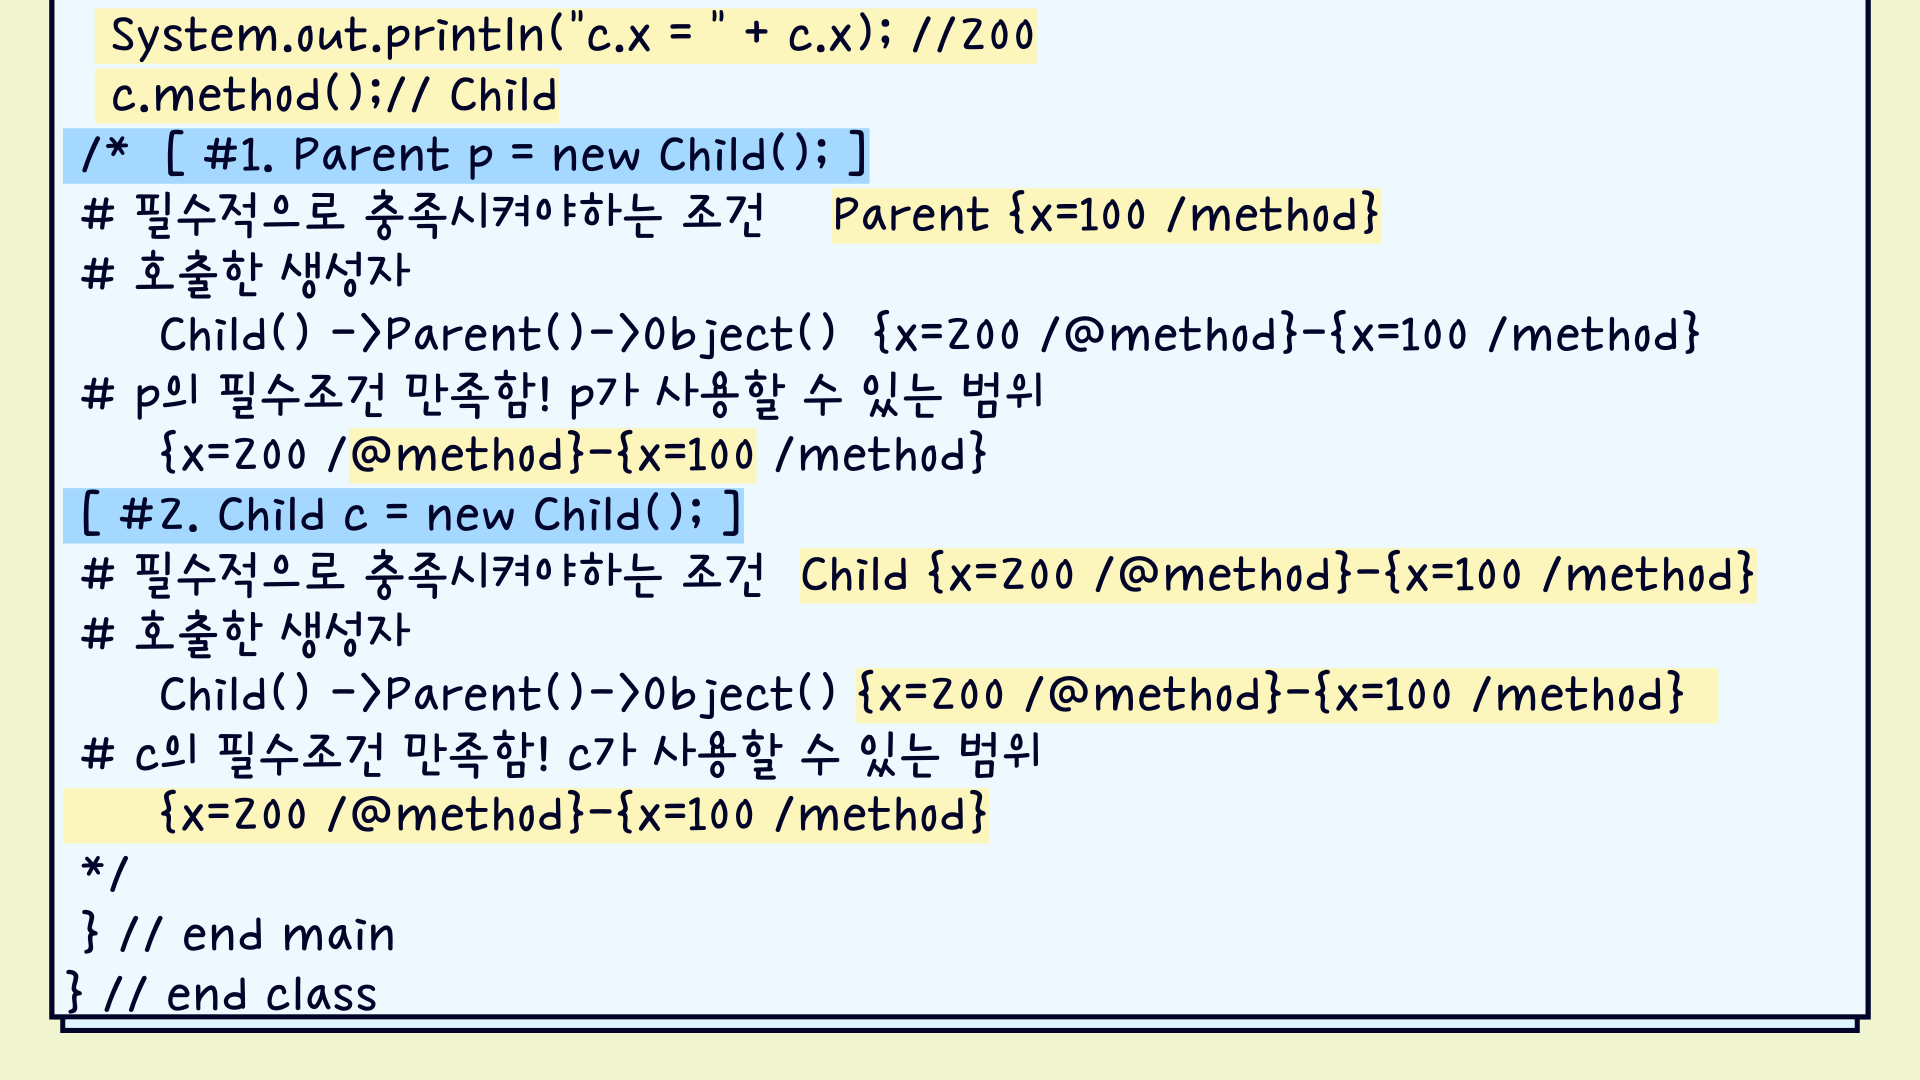 System.out.println("c.x = " + c.x); //200
c.method();// Child
/* [ #1. Parent p = new Child(); ]
# 필수적으로 충족시켜야하는 조건 Parent {x=100 /method}
# 호출한 생성자
Child() ->Parent()->Object() {x=200 /@method}-{x=100 /method}
# p의 필수조건 만족함! p가 사용할 수 있는 범위
{x=200 /@method}-{x=100 /method}
[ #2. Child c = new Child(); ]
# 필수적으로 충족시켜야하는 조건 Child {x=200 /@method}-{x=100 /method}
# 호출한 생성자
Child() ->Parent()->Object() {x=200 /@method}-{x=100 /method}
# c의 필수조건 만족함! c가 사용할 수 있는 범위
{x=200 /@method}-{x=100 /method}
*/
} // end main
} // end class